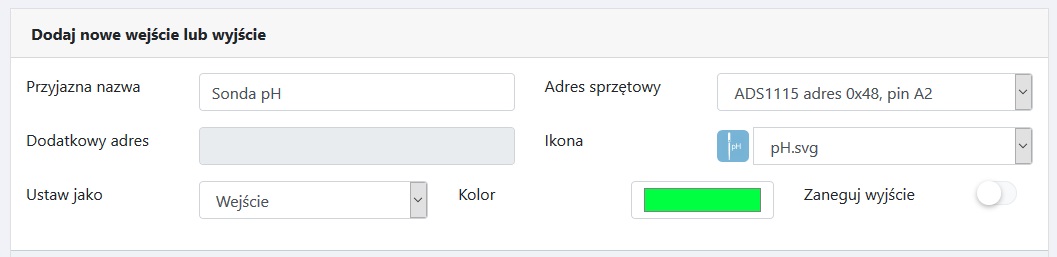 Dodaj nowe wejście lub wyjście
Przyjazna nazwa Sonda pH Adres sprzętowy ADS1115 adres 0x48, pin A2
Dodatkowy adres Ikona pH pH.svg
Ustaw jako Wejście Kolor Zaneguj wyjście